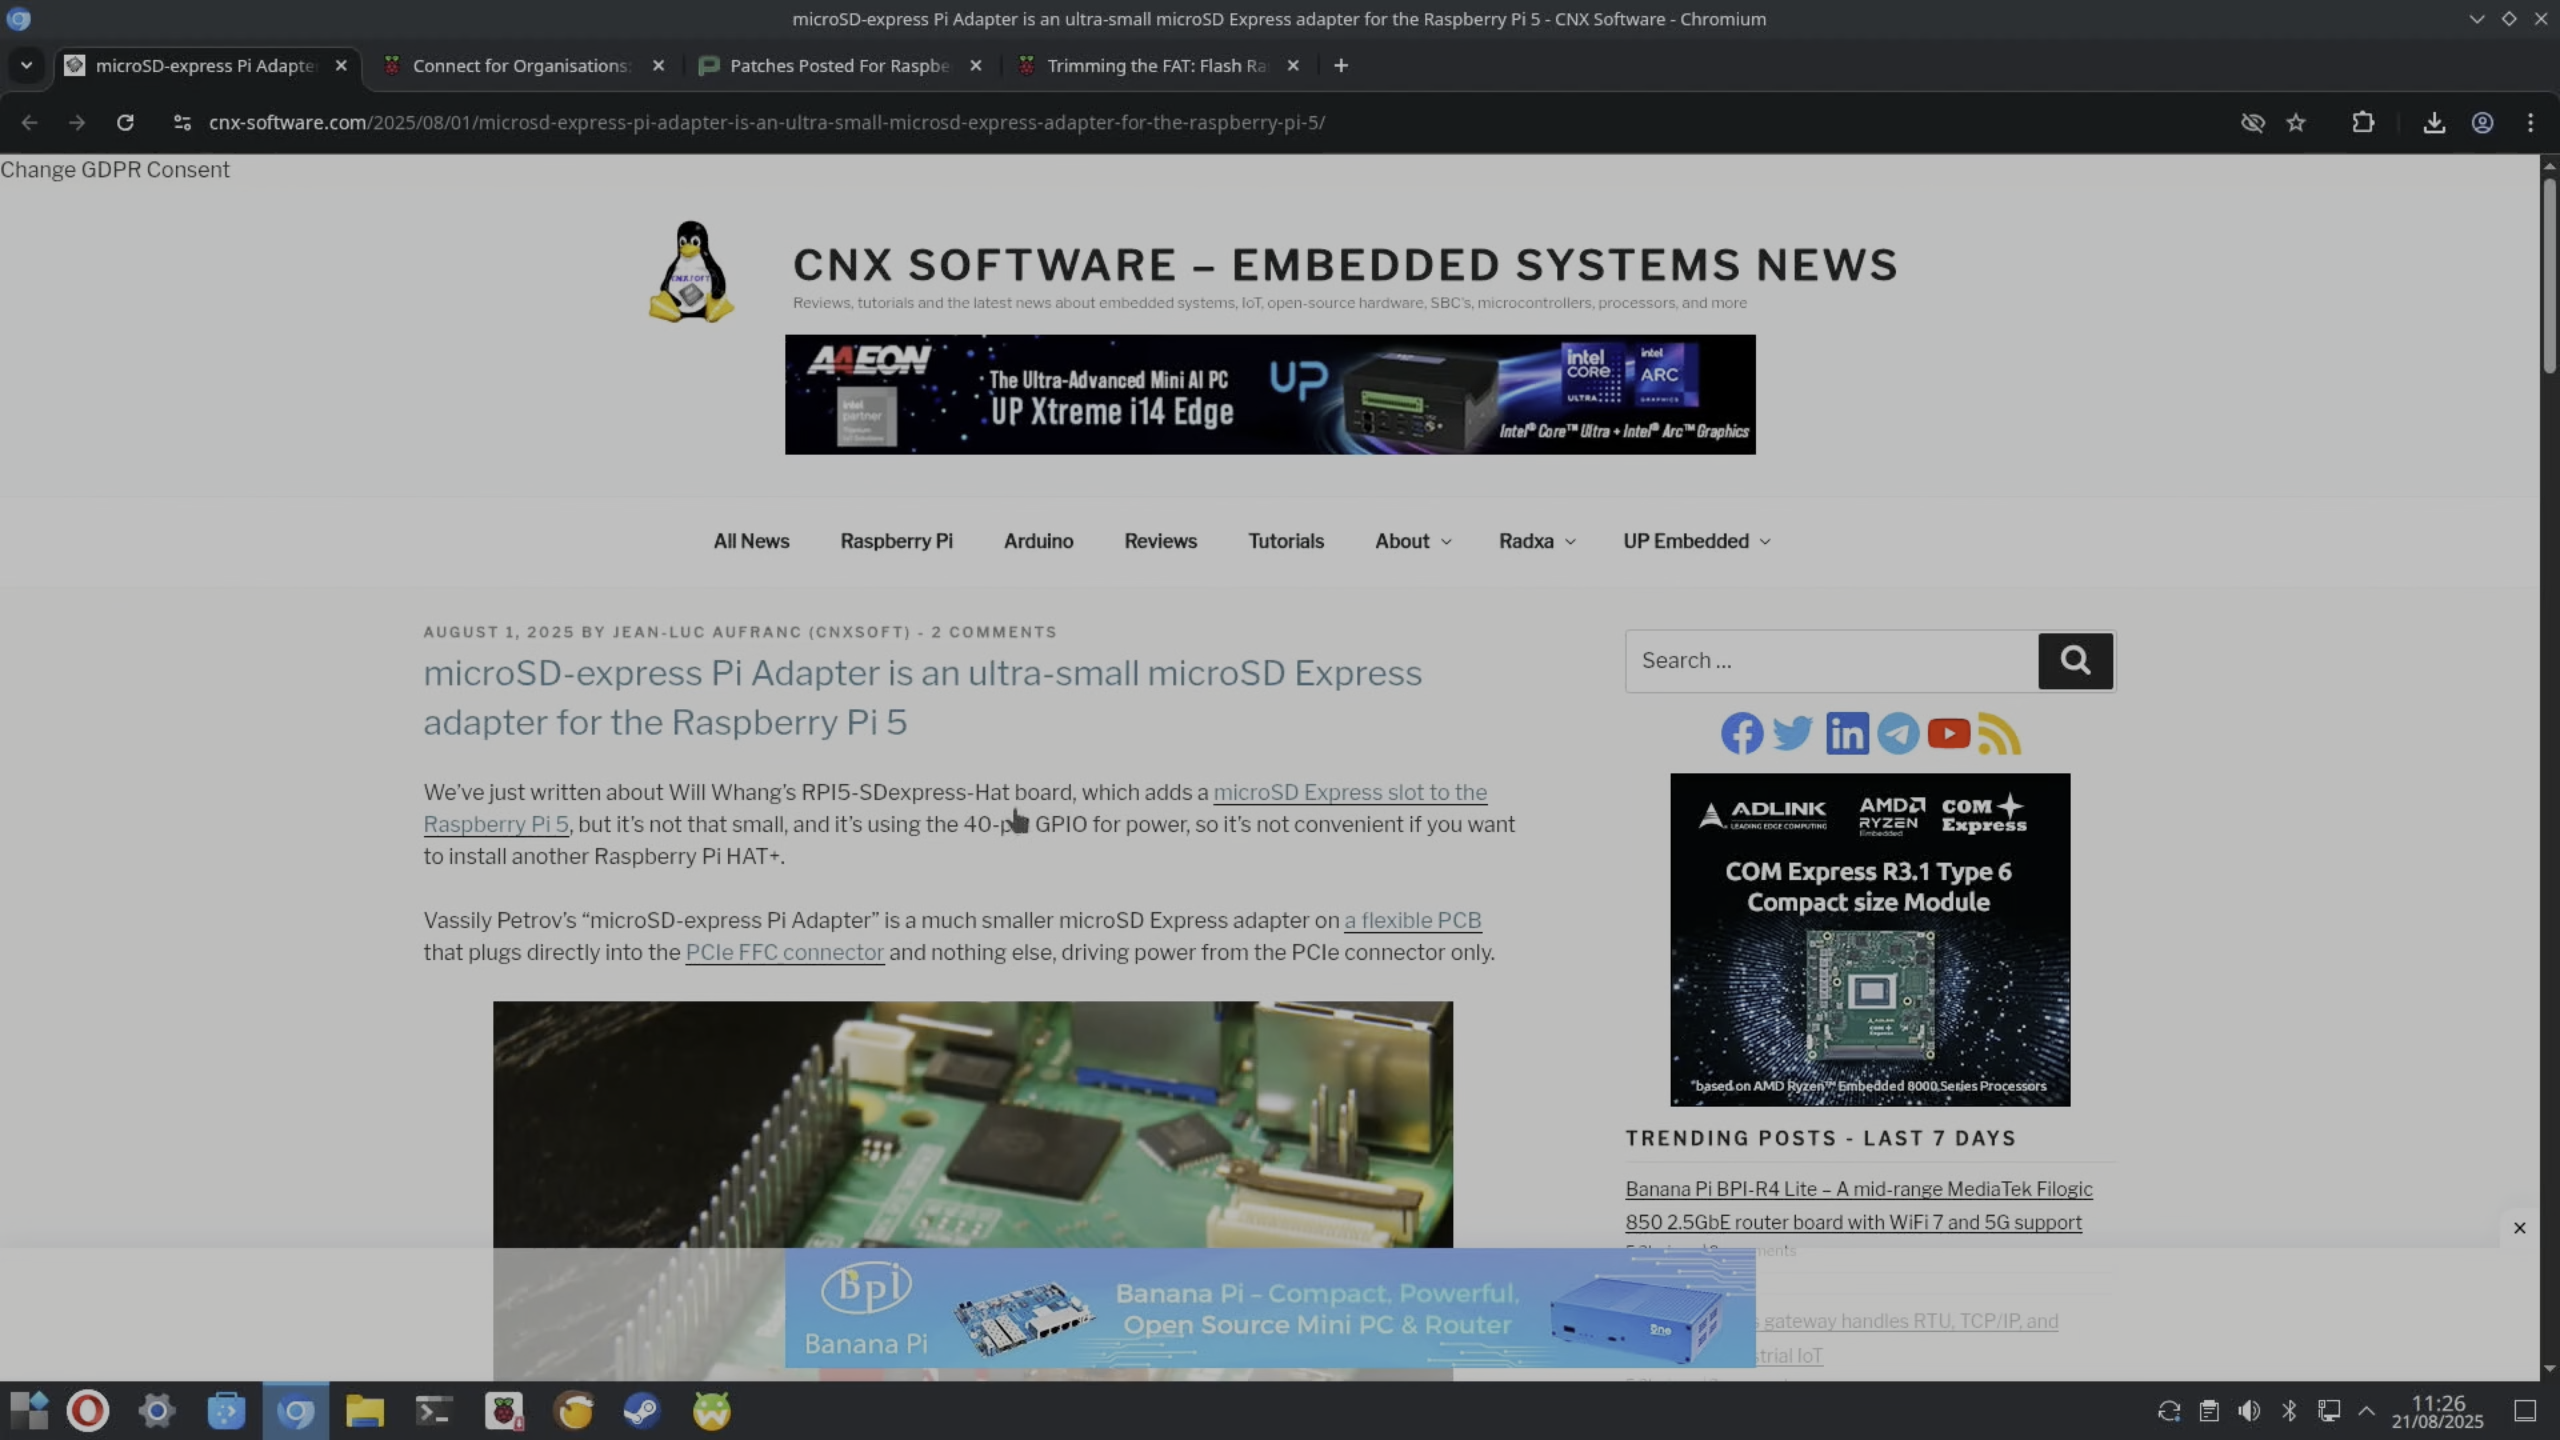 microSD-express Pi Adapter is an ultra-small microSD Express adapter for the Raspberry Pi 5 - CNX Software - Chromium
microSD-express Pi Adapte
Connect for Organisations:
Patches Posted For Raspbe
Trimming the FAT: Flash Ra
cnx-software.com/2025/08/01/microsd-express-pi-adapter-is-an-ultra-small-microsd-express-adapter-for-the-raspberry-pi-5/
Change GDPR Consent
CNXSOFT
CNX SOFTWARE – EMBEDDED SYSTEMS NEWS
Reviews, tutorials and the latest news about embedded systems, IoT, open-source hardware, SBC's, microcontrollers, processors, and more
AAEON
intel
partner
The Ultra-Advanced Mini AI PC
UP Xtreme i14 Edge
UP
intel
CORE
ULTRA
intel
ARC
GRAPHICS
Intel® Core™ Ultra + Intel® Arc™ Graphics
All News
Raspberry Pi
Arduino
Reviews
Tutorials
About
Radxa
UP Embedded
AUGUST 1, 2025 BY JEAN-LUC AUFRANC (CNXSOFT) - 2 COMMENTS
microSD-express Pi Adapter is an ultra-small microSD Express
adapter for the Raspberry Pi 5
We've just written about Will Whang's RPI5-SDexpress-Hat board, which adds a microSD Express slot to the
Raspberry Pi 5, but it's not that small, and it's using the 40-p GPIO for power, so it's not convenient if you want
to install another Raspberry Pi HAT+.
Vassily Petrov's “microSD-express Pi Adapter” is a much smaller microSD Express adapter on a flexible PCB
that plugs directly into the PCIe FFC connector and nothing else, driving power from the PCIe connector only.
Search …
ADLINK
LEADING EDGE COMPUTING
AMD
RYZEN
Embedded
COM
Express
COM Express R3.1 Type 6
Compact size Module
*based on AMD Ryzen™ Embedded 8000 Series Processors
TRENDING POSTS - LAST 7 DAYS
Banana Pi BPI-R4 Lite – A mid-range MediaTek Filogic
850 2.5GbE router board with WiFi 7 and 5G support
s gateway handles RTU, TCP/IP, and
strial IoT
Bpi
Banana Pi
Banana Pi – Compact, Powerful,
Open Source Mini PC & Router
One
11:26
21/08/2025